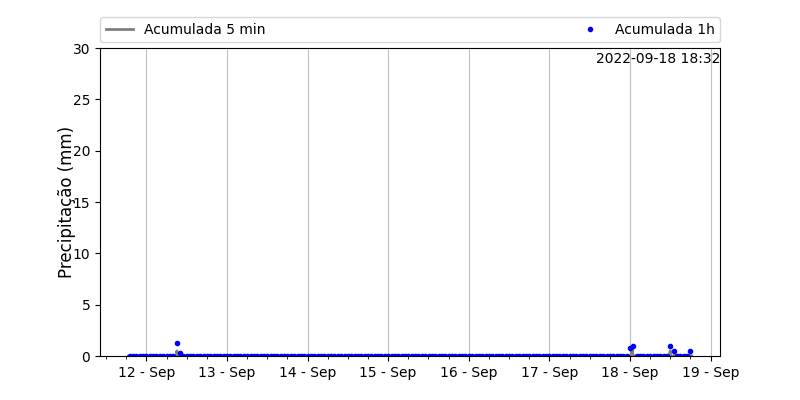 Acumulada 5 min
Acumulada 1h
2022-09-18 18:32
Precipitação (mm)
30
25
20
15
10
5
0
12 - Sep
13 - Sep
14 - Sep
15 - Sep
16 - Sep
17 - Sep
18 - Sep
19 - Sep